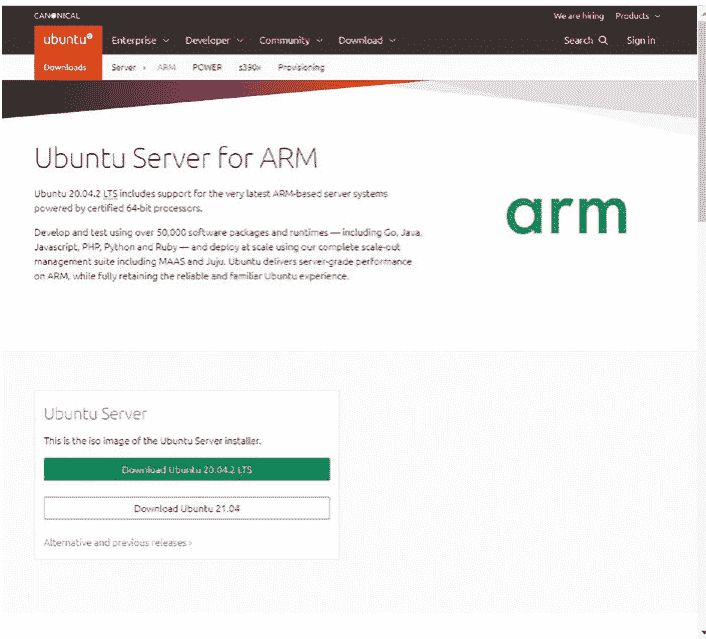 CANONICAL
We are hiring Products
ubuntu® Enterprise Developer Community Download Search Sign in
Downloads Server › ARM POWER s390x Provisioning
Ubuntu Server for ARM
Ubuntu 20.04.2 LTS includes support for the very latest ARM-based server systems
powered by certified 64-bit processors.
arm
Develop and test using over 50,000 software packages and runtimes — including Go, Java,
Javascript, PHP, Python and Ruby — and deploy at scale using our complete scale-out
management suite including MAAS and Juju. Ubuntu delivers server-grade performance
on ARM, while fully retaining the reliable and familiar Ubuntu experience.
Ubuntu Server
This is the iso image of the Ubuntu Server installer.
Download Ubuntu 20.04.2 LTS
Download Ubuntu 21.04
Alternative and previous releases ›